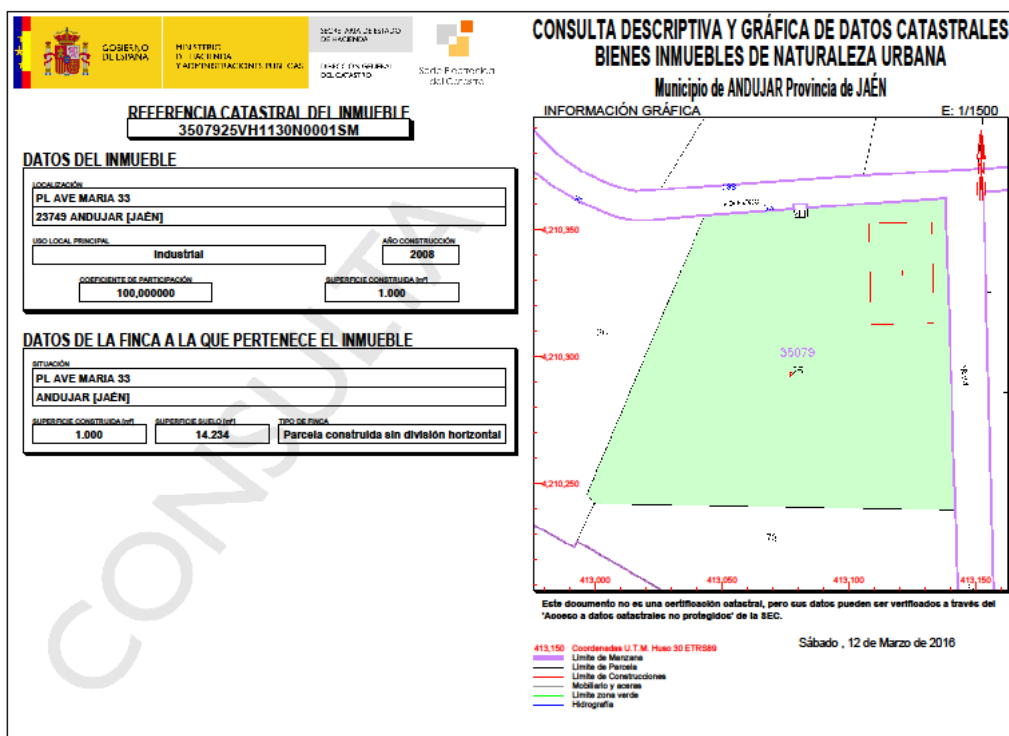 GOBIERNO
DE ESPAÑA
MINISTERIO
DE HACIENDA
Y ADMINISTRACIONES PÚBLICAS
SECRETARÍA DE ESTADO
DE HACIENDA
DIRECCIÓN GENERAL
DEL CATASTRO
Sede Electrónica
del Catastro
REFERENCIA CATASTRAL DEL INMUEBLE
3507925VH1130N0001SM
DATOS DEL INMUEBLE
LOCALIZACIÓN
PL AVE MARIA 33
23749 ANDUJAR [JAÉN]
USO LOCAL PRINCIPAL
Industrial
AÑO CONSTRUCCIÓN
2008
COEFICIENTE DE PARTICIPACIÓN
100,000000
SUPERFICIE CONSTRUIDA [m²]
1.000
DATOS DE LA FINCA A LA QUE PERTENECE EL INMUEBLE
SITUACIÓN
PL AVE MARIA 33
ANDUJAR [JAÉN]
SUPERFICIE CONSTRUIDA [m²]
1.000
SUPERFICIE SUELO [m²]
14.234
TIPO DE FINCA
Parcela construida sin división horizontal
CONSULTA
CONSULTA DESCRIPTIVA Y GRÁFICA DE DATOS CATASTRALES
BIENES INMUEBLES DE NATURALEZA URBANA
Municipio de ANDUJAR Provincia de JAÉN
INFORMACIÓN GRÁFICA
E: 1/1500
4,210,350
4,210,300
4,210,250
35079
413,000
413,050
413,100
413,150
Este documento no es una certificación catastral, pero sus datos pueden ser verificados a través del
'Acceso a datos catastrales no protegidos' de la SEC.
413,150 Coordenadas U.T.M. Huso 30 ETRS89
Límite de Manzana
Límite de Parcela
Límite de Construcciones
Mobiliario y aceras
Límite zona verde
Hidrografía
Sábado , 12 de Marzo de 2016